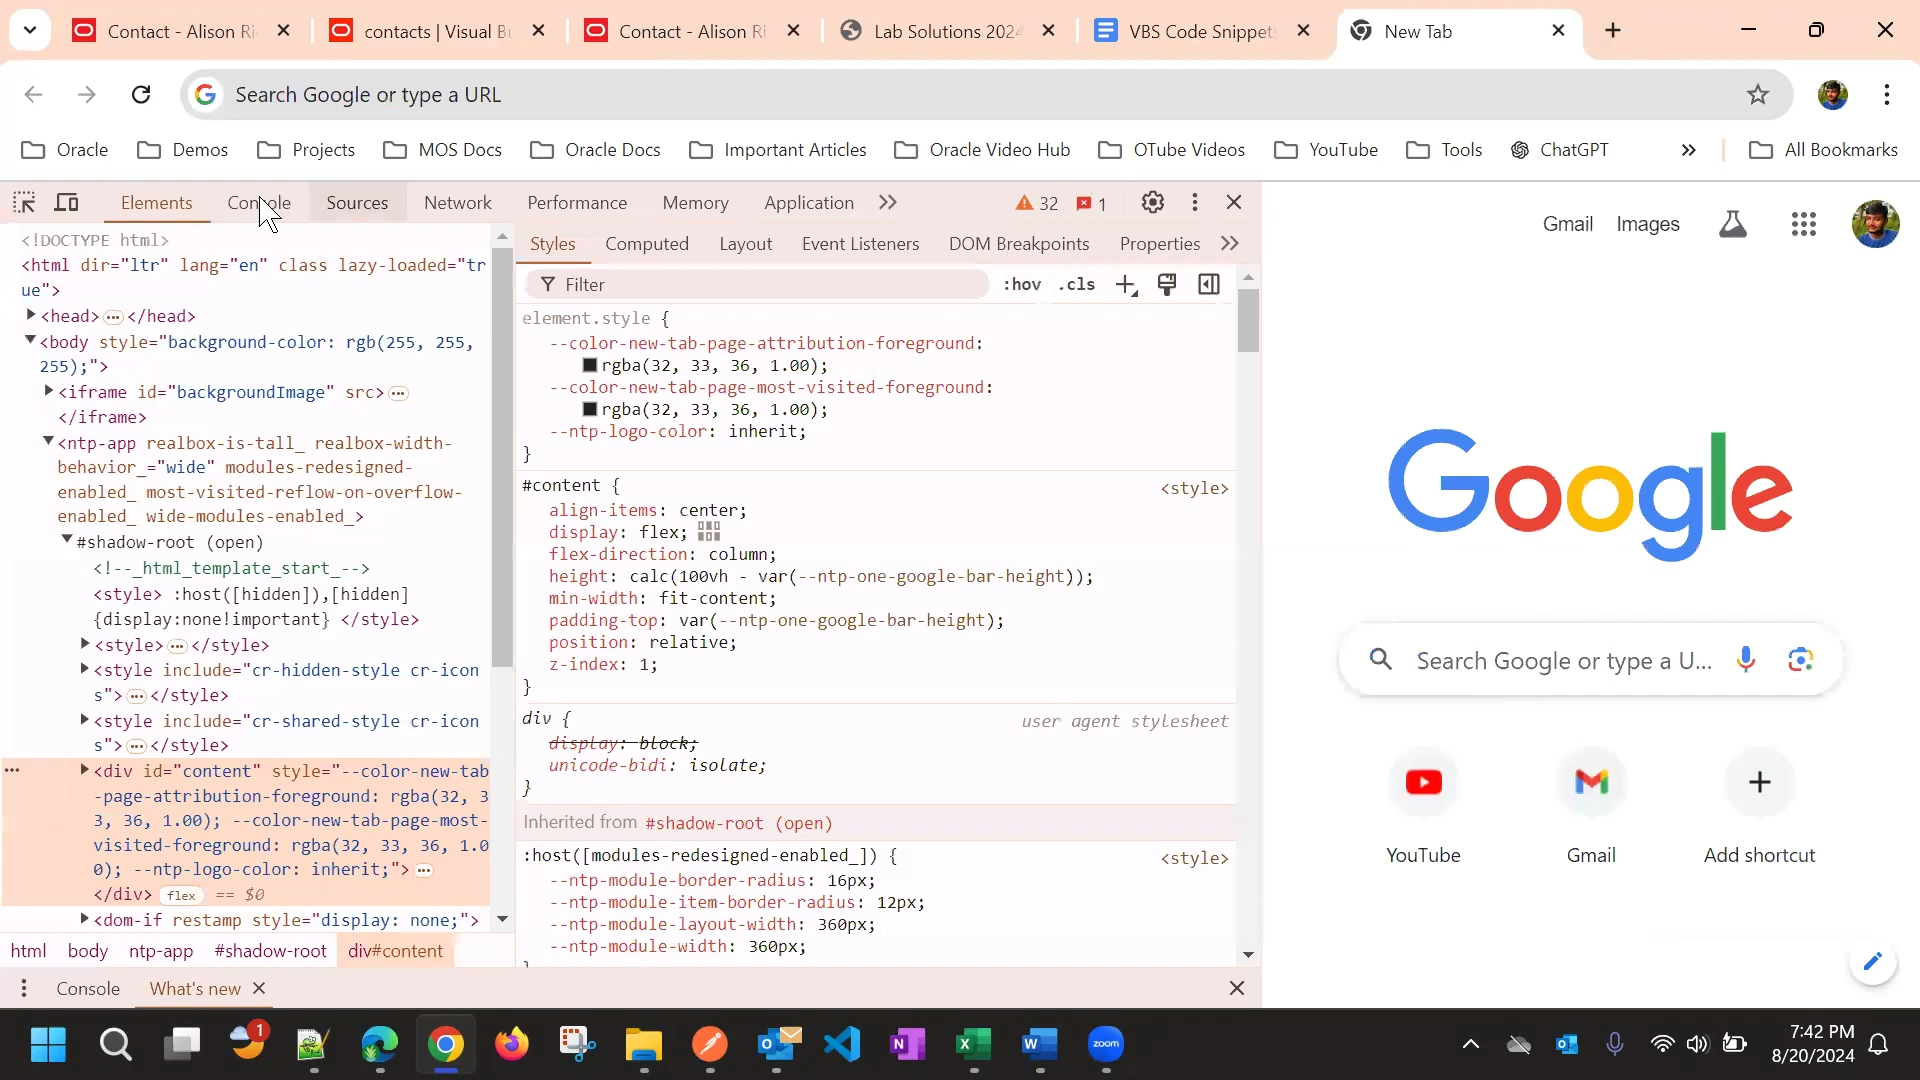 Contact - Alison Ri
contacts | Visual B
Contact - Alison Ri
Lab Solutions 2024
VBS Code Snippets
New Tab
Search Google or type a URL
Oracle
Demos
Projects
MOS Docs
Oracle Docs
Important Articles
Oracle Video Hub
OTube Videos
YouTube
Tools
ChatGPT
All Bookmarks
Elements
Console
Sources
Network
Performance
Memory
Application
32
1
<!DOCTYPE html>
<html dir="ltr" lang="en" class lazy-loaded="tr
ue">
<head>…</head>
<body style="background-color: rgb(255, 255,
255);">
<iframe id="backgroundImage" src>…
</iframe>
<ntp-app realbox-is-tall_ realbox-width-
behavior_="wide" modules-redesigned-
enabled_ most-visited-reflow-on-overflow-
enabled_ wide-modules-enabled_>
#shadow-root (open)
<!--_html_template_start_-->
<style> :host([hidden]),[hidden]
{display:none!important} </style>
<style>…</style>
<style include="cr-hidden-style cr-icon
s">…</style>
<style include="cr-shared-style cr-icon
s">…</style>
<div id="content" style="--color-new-tab
-page-attribution-foreground: rgba(32, 3
3, 36, 1.00); --color-new-tab-page-most-
visited-foreground: rgba(32, 33, 36, 1.0
0); --ntp-logo-color: inherit;">…
</div> flex == $0
<dom-if restamp style="display: none;">
html
body
ntp-app
#shadow-root
div#content
Styles
Computed
Layout
Event Listeners
DOM Breakpoints
Properties
Filter
:hov
.cls
element.style {
--color-new-tab-page-attribution-foreground:
rgba(32, 33, 36, 1.00);
--color-new-tab-page-most-visited-foreground:
rgba(32, 33, 36, 1.00);
--ntp-logo-color: inherit;
}
#content {
<style>
align-items: center;
display: flex;
flex-direction: column;
height: calc(100vh - var(--ntp-one-google-bar-height));
min-width: fit-content;
padding-top: var(--ntp-one-google-bar-height);
position: relative;
z-index: 1;
}
div {
user agent stylesheet
display: block;
unicode-bidi: isolate;
}
Inherited from #shadow-root (open)
:host([modules-redesigned-enabled_]) {
<style>
--ntp-module-border-radius: 16px;
--ntp-module-item-border-radius: 12px;
--ntp-module-layout-width: 360px;
--ntp-module-width: 360px;
Console
What's new
Gmail
Images
Google
Search Google or type a U...
YouTube
Gmail
Add shortcut
1
zoom
7:42 PM
8/20/2024